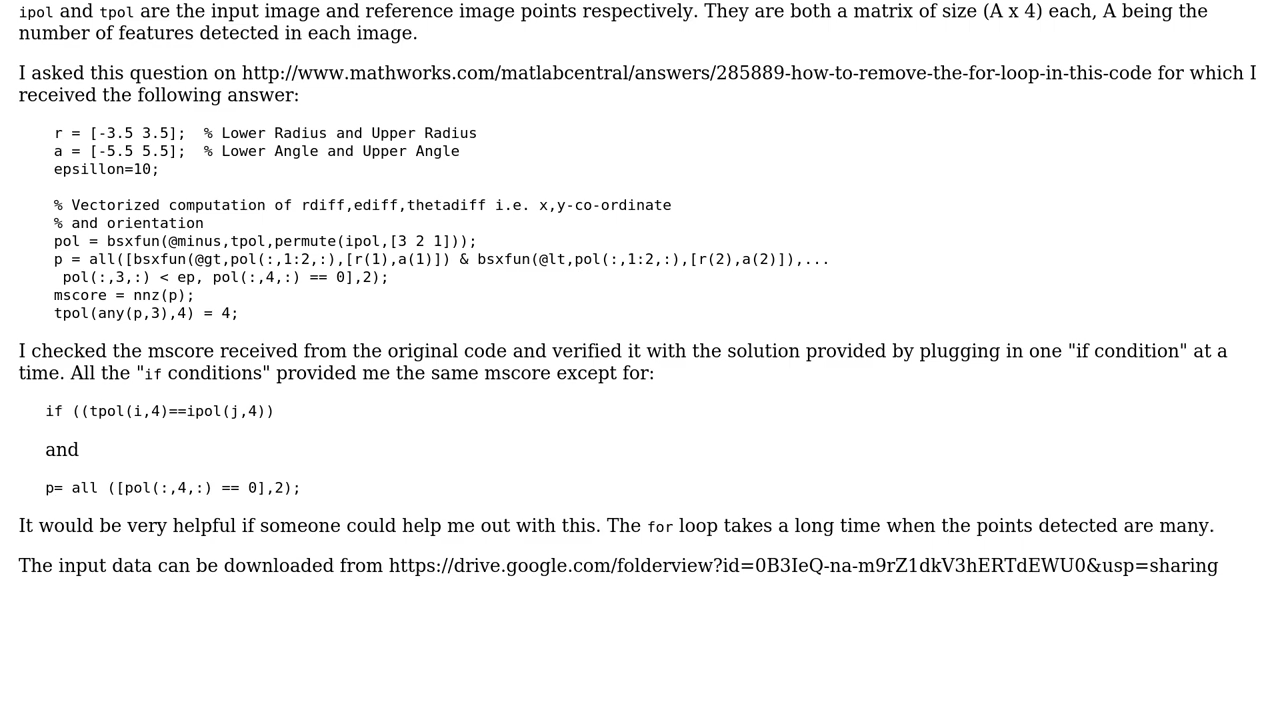 ipol and tpol are the input image and reference image points respectively. They are both a matrix of size (A x 4) each, A being the
number of features detected in each image.
I asked this question on http://www.mathworks.com/matlabcentral/answers/285889-how-to-remove-the-for-loop-in-this-code for which I
received the following answer:
r = [-3.5 3.5];  % Lower Radius and Upper Radius
a = [-5.5 5.5];  % Lower Angle and Upper Angle
epsillon=10;
% Vectorized computation of rdiff,ediff,thetadiff i.e. x,y-co-ordinate
% and orientation
pol = bsxfun(@minus,tpol,permute(ipol,[3 2 1]));
p = all([bsxfun(@gt,pol(:,1:2,:),[r(1),a(1)]) & bsxfun(@lt,pol(:,1:2,:),[r(2),a(2)]),...
pol(:,3,:) < ep, pol(:,4,:) == 0],2);
mscore = nnz(p);
tpol(any(p,3),4) = 4;
I checked the mscore received from the original code and verified it with the solution provided by plugging in one "if condition" at a
time. All the "if conditions" provided me the same mscore except for:
if ((tpol(i,4)==ipol(j,4))
and
p= all ([pol(:,4,:) == 0],2);
It would be very helpful if someone could help me out with this. The for loop takes a long time when the points detected are many.
The input data can be downloaded from https://drive.google.com/folderview?id=0B3IeQ-na-m9rZ1dkV3hERTdEWU0&usp=sharing